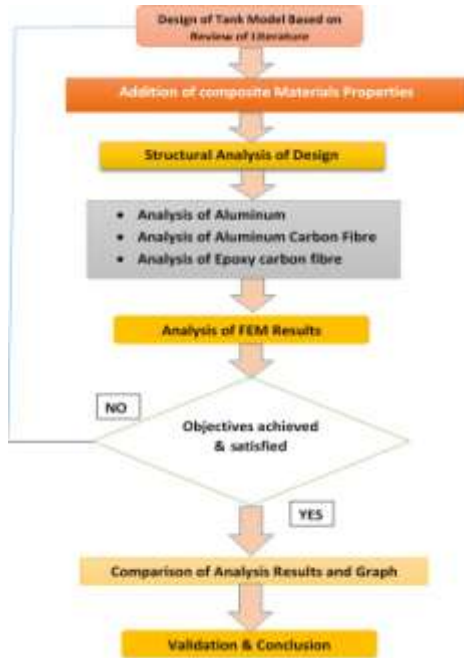 Design of Tank Model Based on
Review of Literature
Addition of composite Materials Properties
Structural Analysis of Design
• Analysis of Aluminum
• Analysis of Aluminum Carbon Fibre
• Analysis of Epoxy carbon fibre
Analysis of FEM Results
NO
Objectives achieved
& satisfied
YES
Comparison of Analysis Results and Graph
Validation & Conclusion